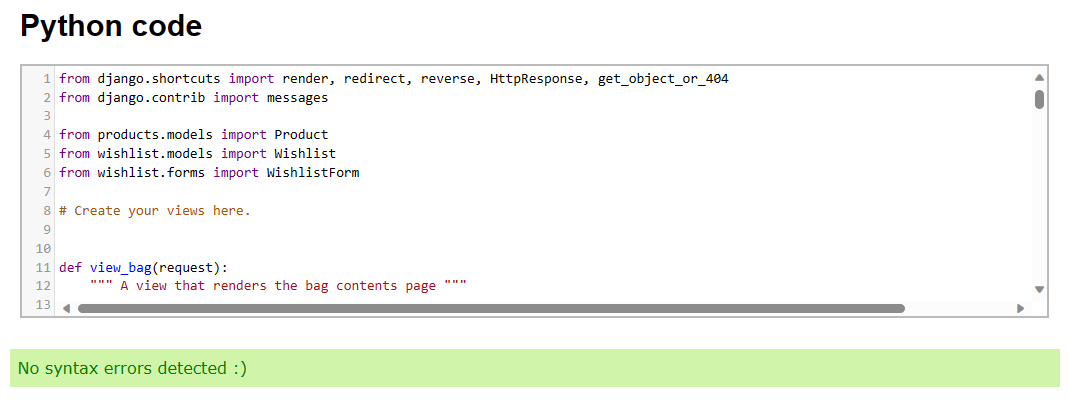 Python code
1 from django.shortcuts import render, redirect, reverse, HttpResponse, get_object_or_404
2 from django.contrib import messages
3
4 from products.models import Product
5 from wishlist.models import Wishlist
6 from wishlist.forms import WishlistForm
7
8 # Create your views here.
9
10
11 def view_bag(request):
12     """ A view that renders the bag contents page """
13
No syntax errors detected :)